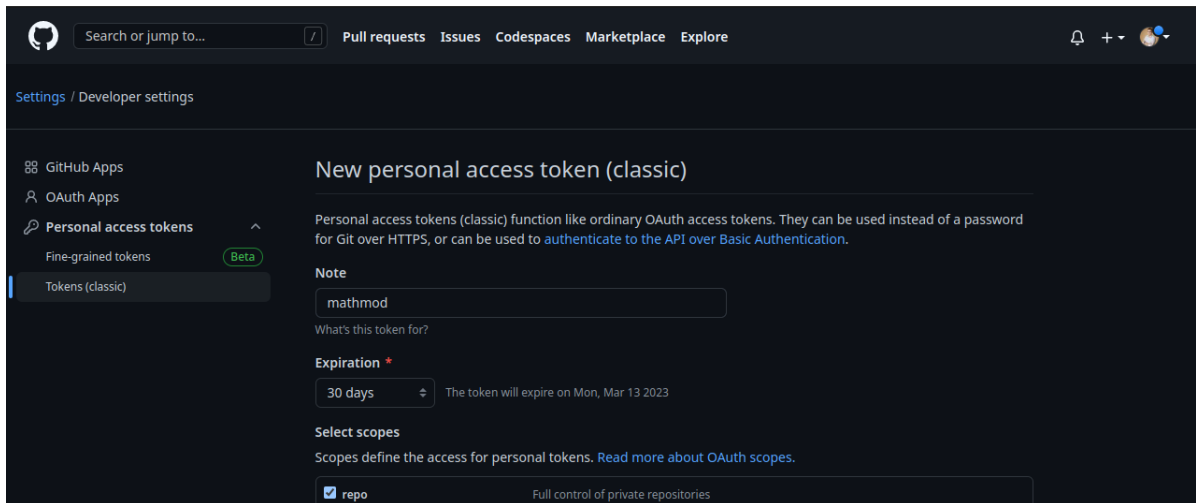 Search or jump to... / Pull requests Issues Codespaces Marketplace Explore
Settings / Developer settings
GitHub Apps
OAuth Apps
Personal access tokens
Fine-grained tokens Beta
Tokens (classic)
New personal access token (classic)
Personal access tokens (classic) function like ordinary OAuth access tokens. They can be used instead of a password
for Git over HTTPS, or can be used to authenticate to the API over Basic Authentication.
Note
mathmod
What's this token for?
Expiration *
30 days The token will expire on Mon, Mar 13 2023
Select scopes
Scopes define the access for personal tokens. Read more about OAuth scopes.
repo Full control of private repositories